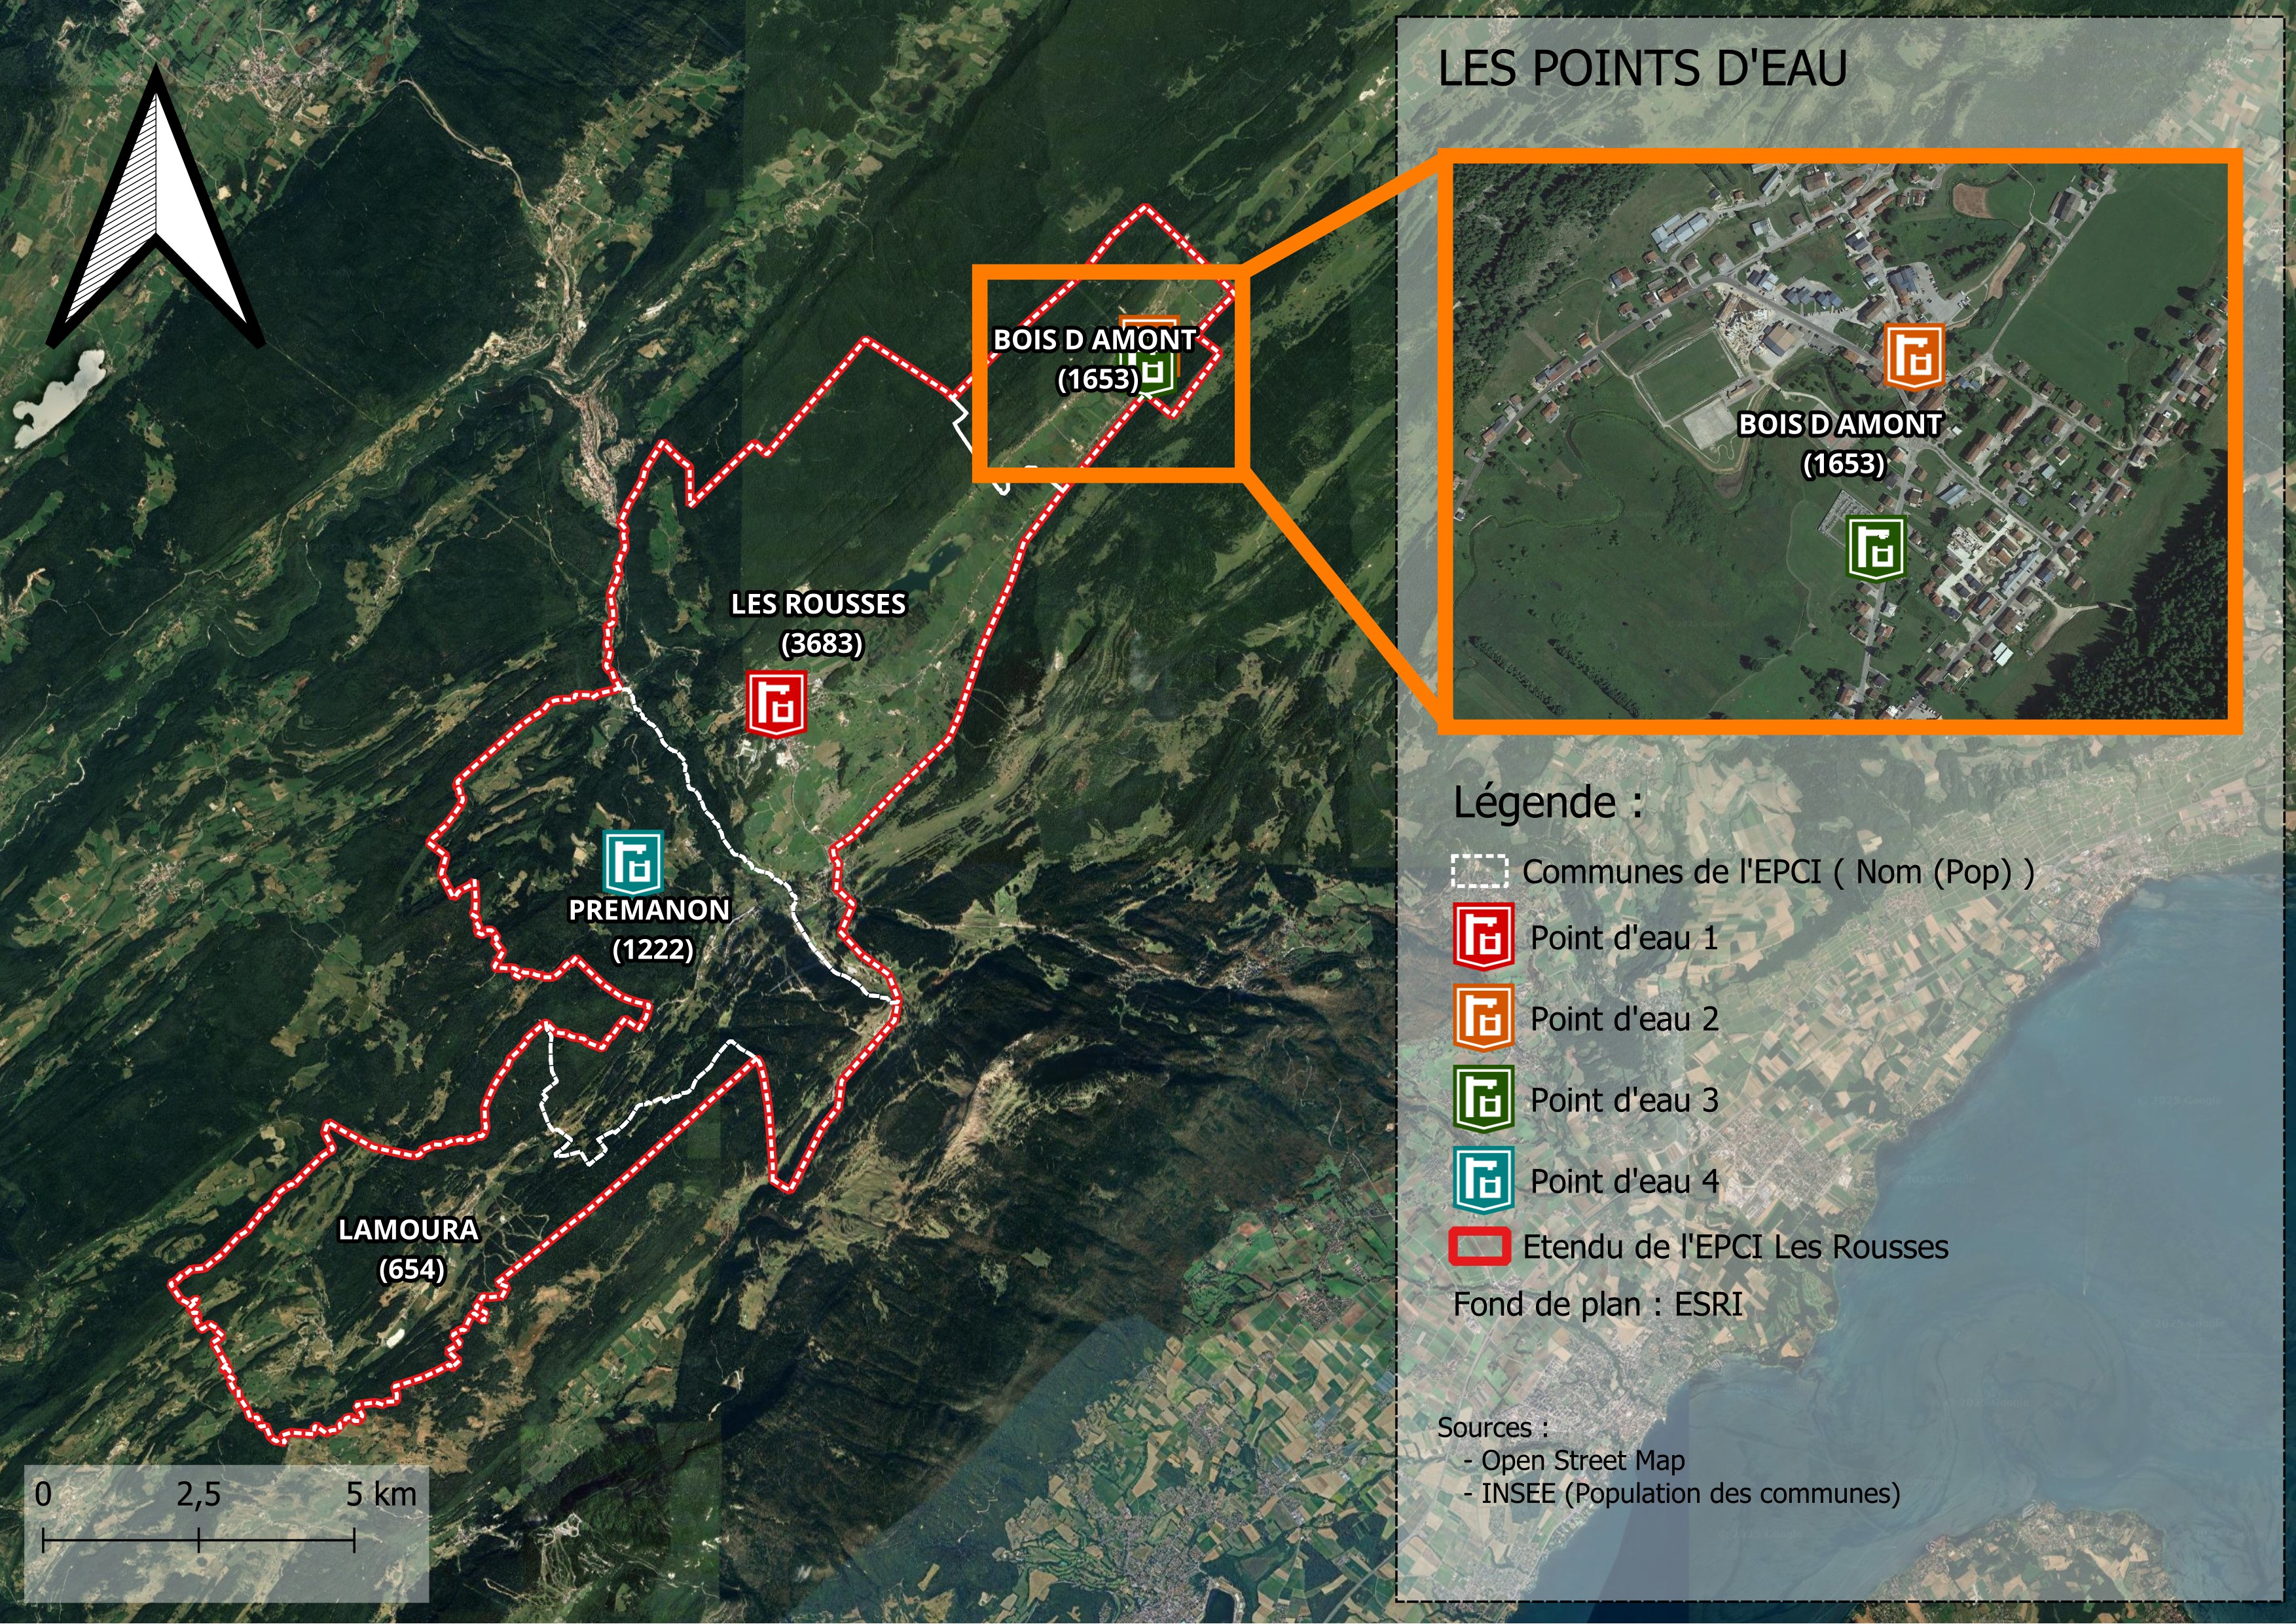 LES POINTS D'EAU
BOIS D AMONT
(1653)
BOIS D AMONT
(1653)
LES ROUSSES
(3683)
PREMANON
(1222)
LAMOURA
(654)
Légende :
Communes de l'EPCI ( Nom (Pop) )
Point d'eau 1
Point d'eau 2
Point d'eau 3
Point d'eau 4
Etendu de l'EPCI Les Rousses
Fond de plan : ESRI
Sources :
- Open Street Map
- INSEE (Population des communes)
0 2,5 5 km